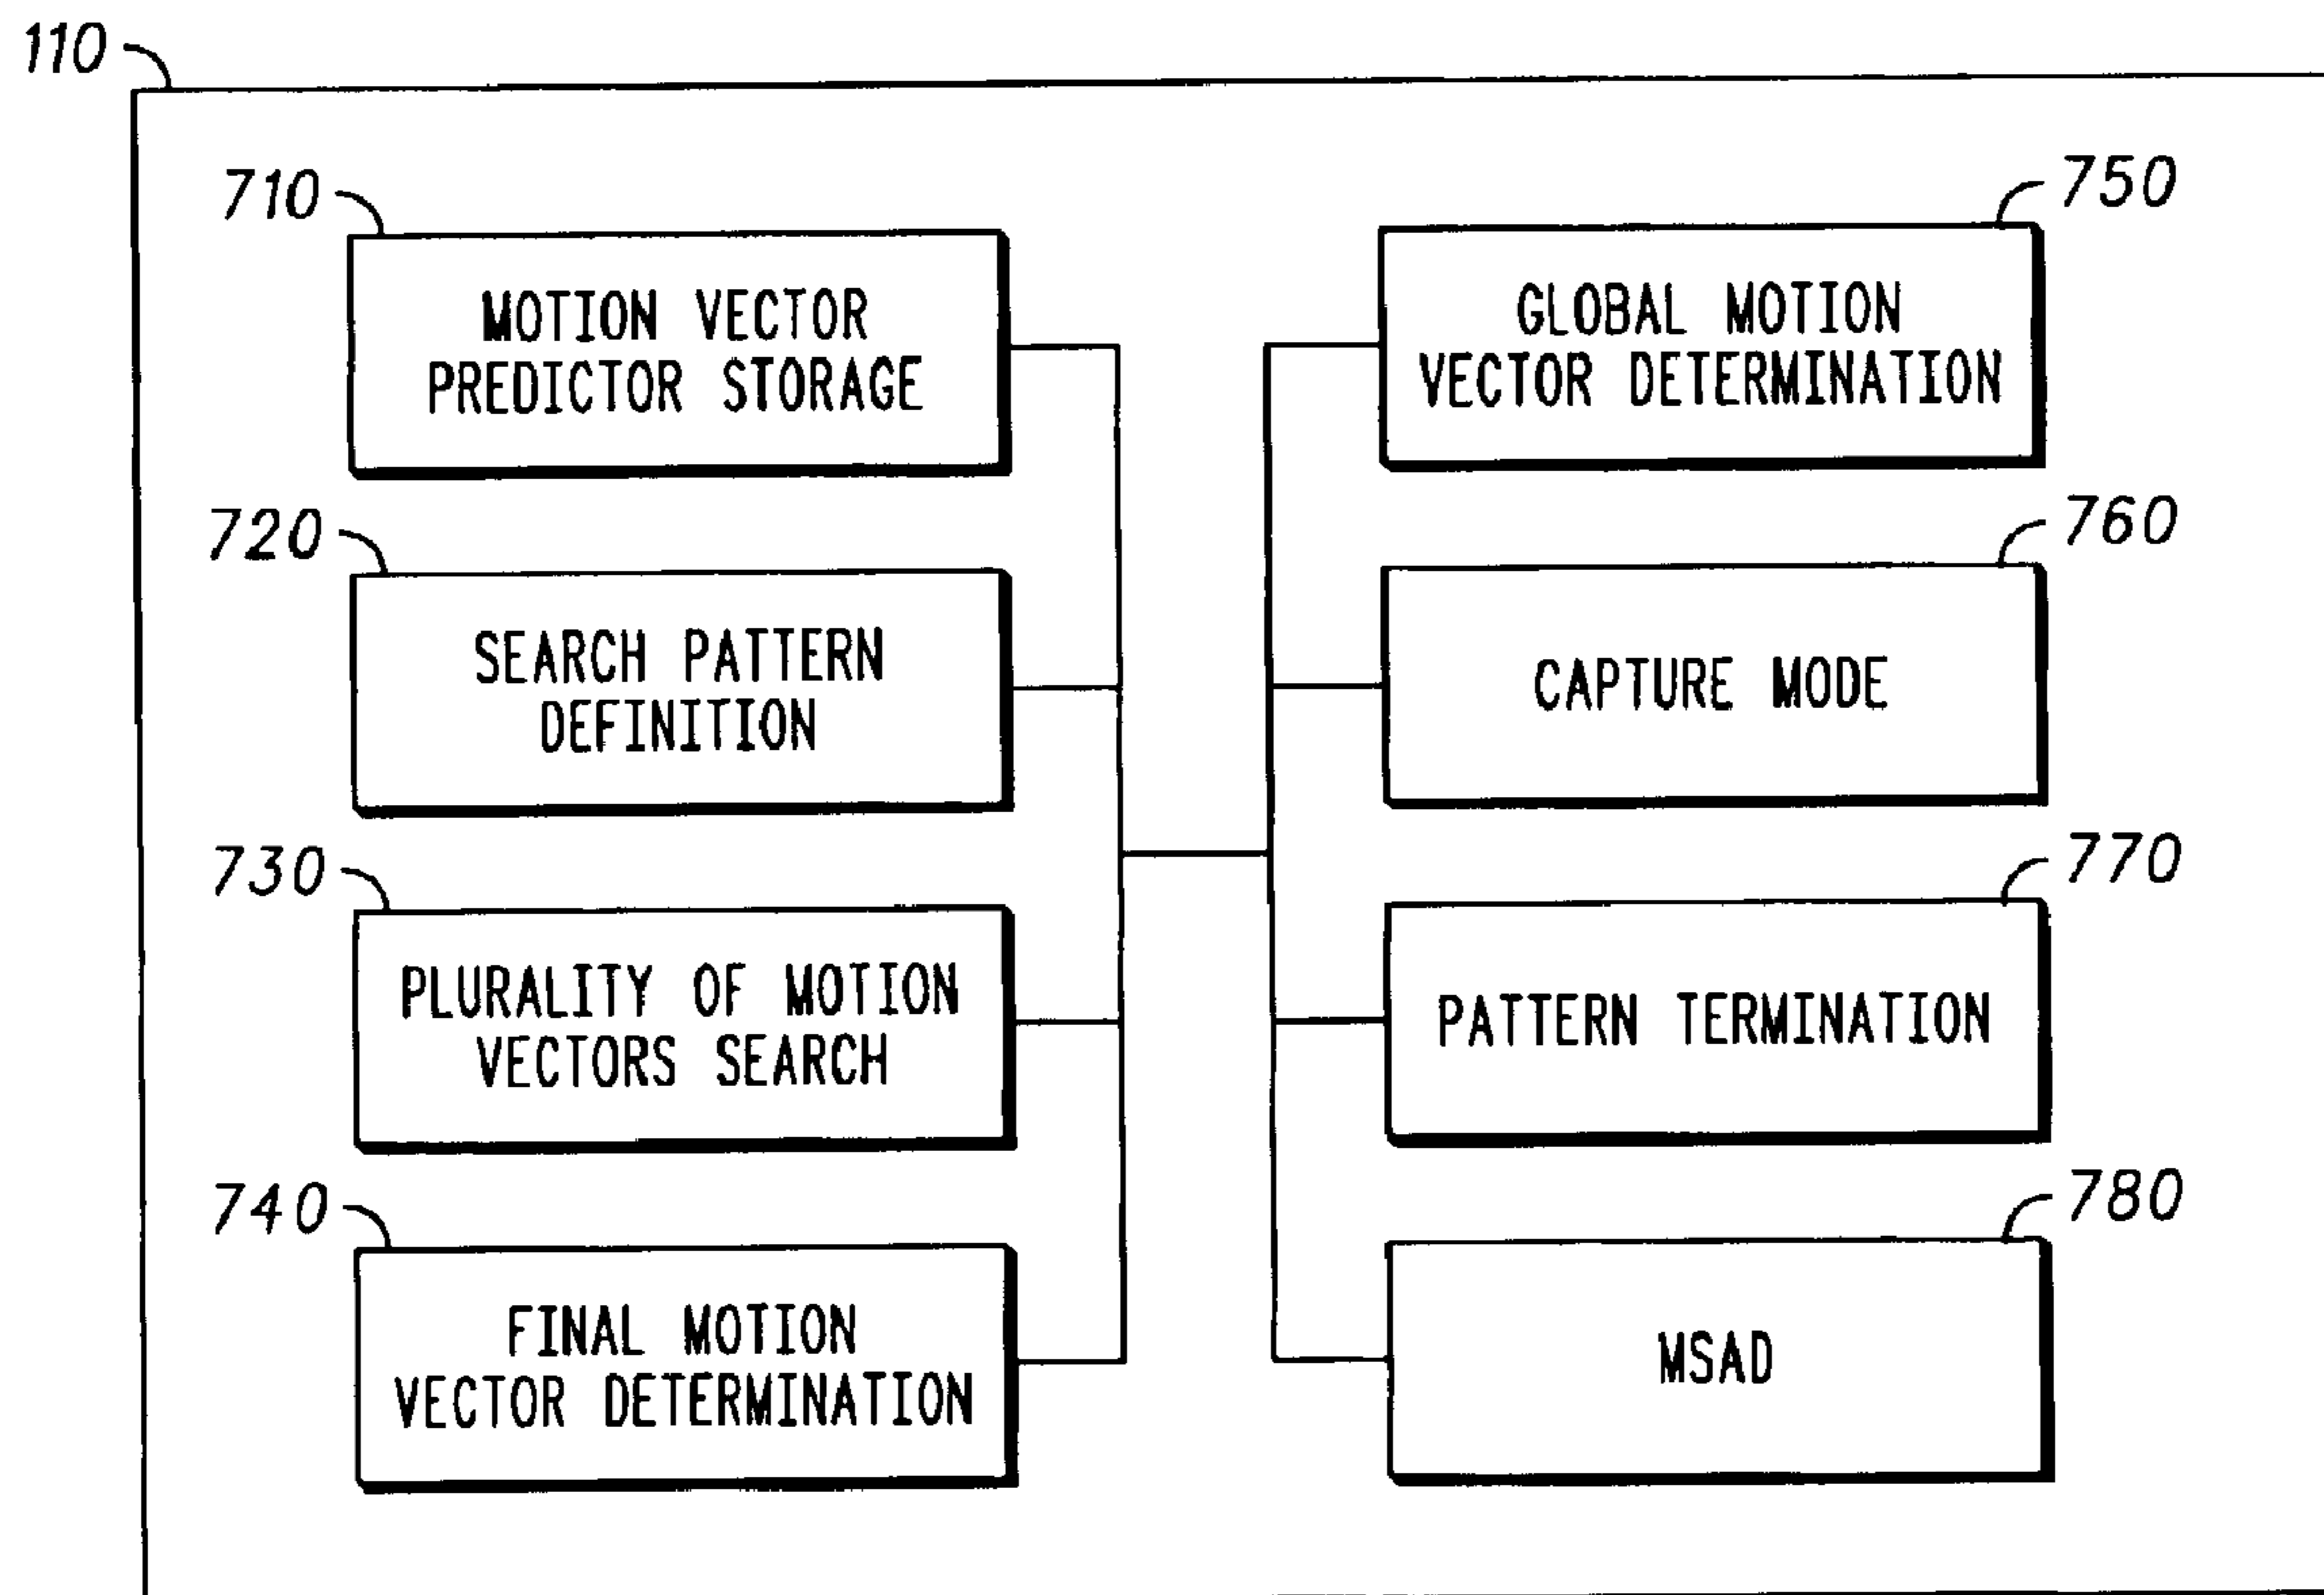 110
710
MOTION VECTOR
PREDICTOR STORAGE
720
SEARCH PATTERN
DEFINITION
730
PLURALITY OF MOTION
VECTORS SEARCH
740
FINAL MOTION
VECTOR DETERMINATION
750
GLOBAL MOTION
VECTOR DETERMINATION
760
CAPTURE MODE
770
PATTERN TERMINATION
780
MSAD